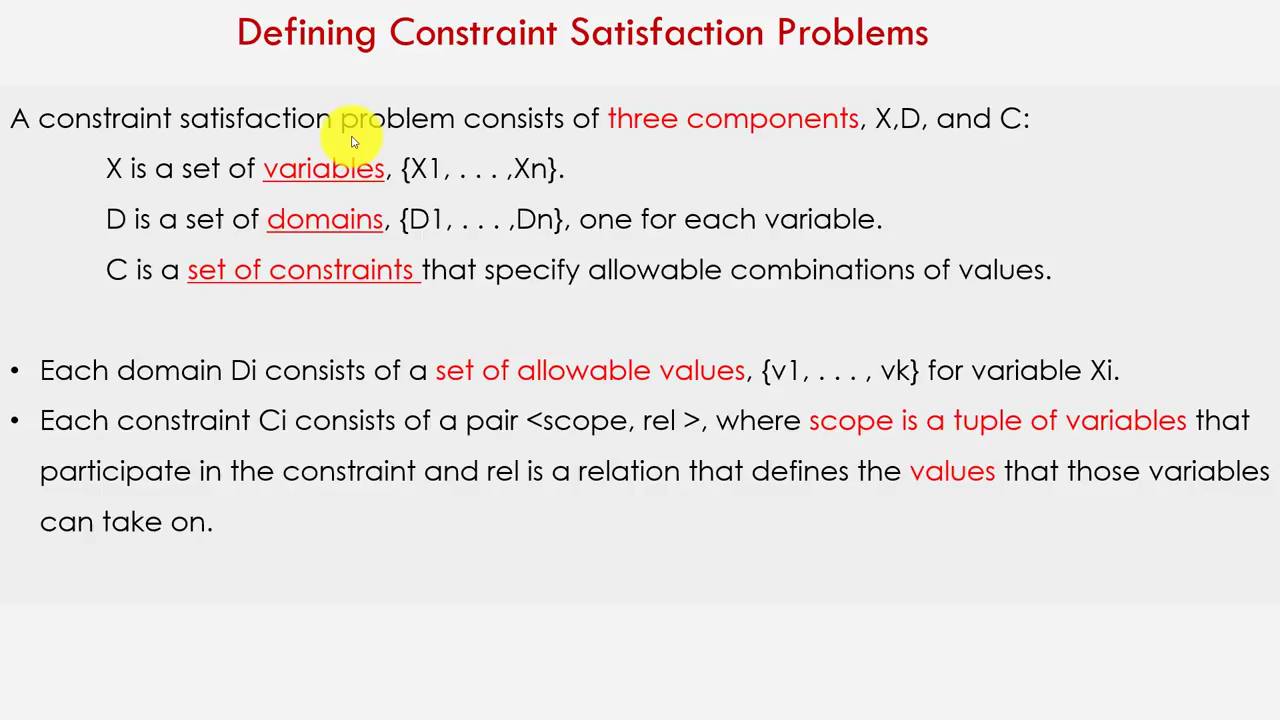 Defining Constraint Satisfaction Problems
A constraint satisfaction problem consists of three components, X,D, and C:
X is a set of variables, {X1, . . . ,Xn}.
D is a set of domains, {D1, . . . ,Dn}, one for each variable.
C is a set of constraints that specify allowable combinations of values.
• Each domain Di consists of a set of allowable values, {v1, . . . , vk} for variable Xi.
• Each constraint Ci consists of a pair <scope, rel >, where scope is a tuple of variables that
participate in the constraint and rel is a relation that defines the values that those variables
can take on.